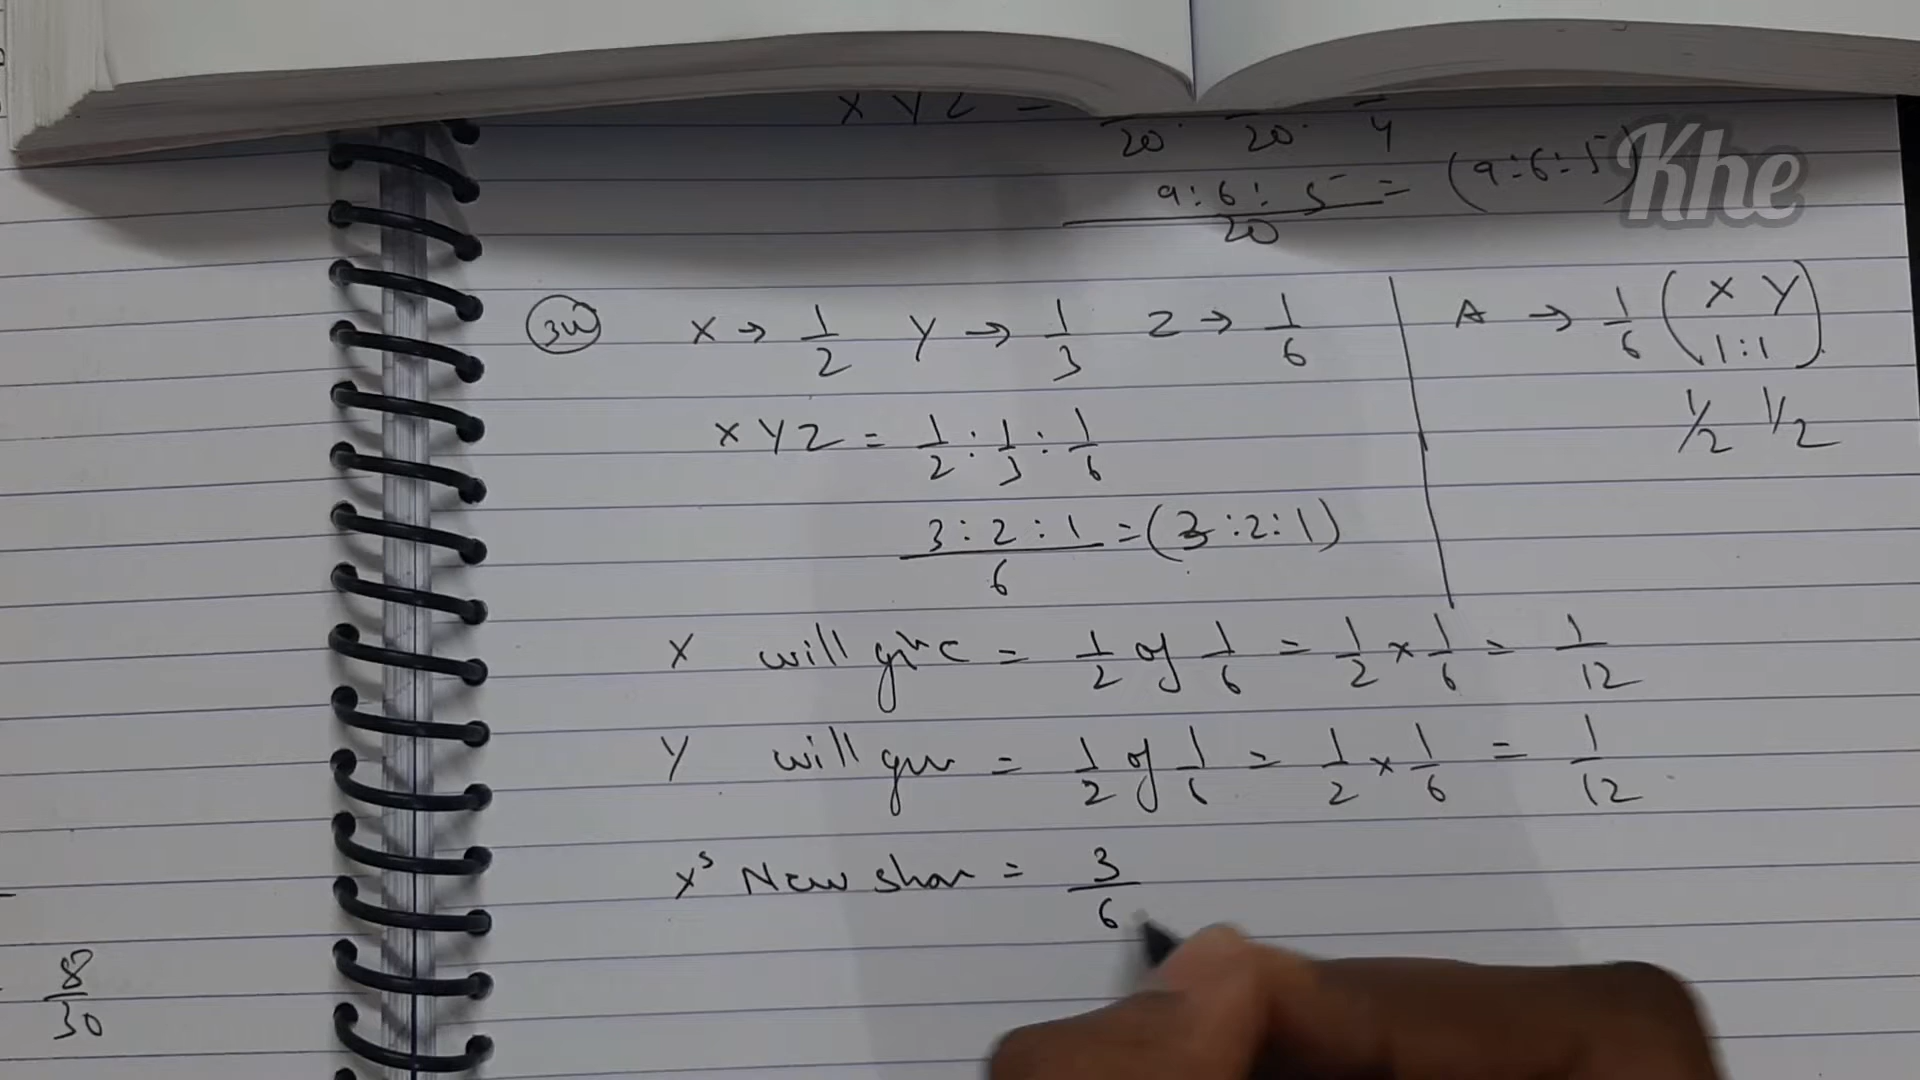 X Y Z =
20 . 20 . 4
9 : 6 : 5 = (9 : 6 : 5)
20
Khe
X → 1/2 Y → 1/3 Z → 1/6
A → 1/6 ( X Y
1 : 1 )
1/2 1/2
X Y Z = 1/2 : 1/3 : 1/6
3 : 2 : 1 / 6 = (3 : 2 : 1)
X will give = 1/2 of 1/6 = 1/2 × 1/6 = 1/12
Y will give = 1/2 of 1/6 = 1/2 × 1/6 = 1/12
X's New share = 3/6
8/30